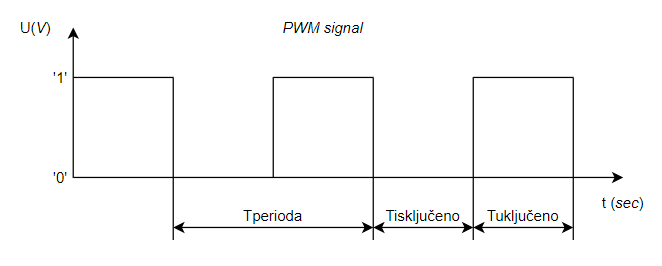 U(V)
PWM signal
'1'
'0'
t (sec)
Tperioda
Tisključeno
Tuključeno